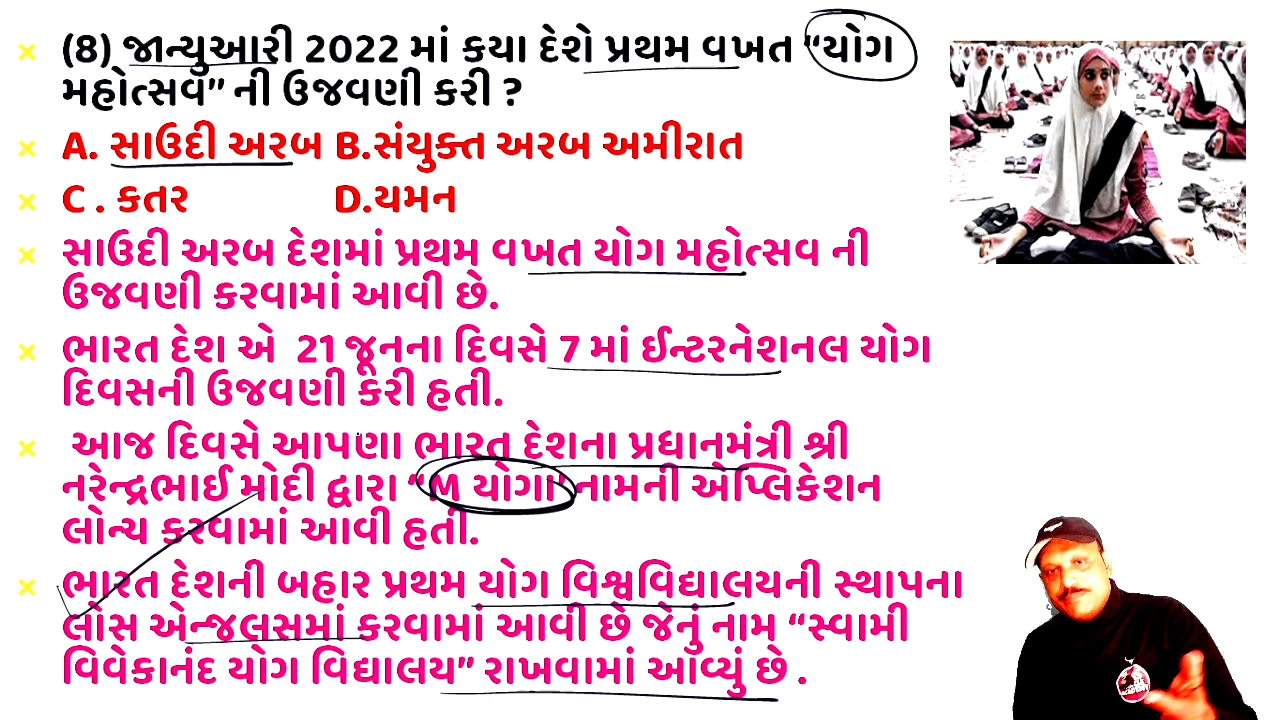 (8) જાન્યુઆરી 2022 માં કયા દેશે પ્રથમ વખત “યોગ
મહોત્સવ” ની ઉજવણી કરી ?
A. સાઉદી અરબ B.સંયુક્ત અરબ અમીરાત
C . કતર D.યમન
સાઉદી અરબ દેશમાં પ્રથમ વખત યોગ મહોત્સવ ની
ઉજવણી કરવામાં આવી છે.
ભારત દેશ એ 21 જૂનના દિવસે 7 માં ઈન્ટરનેશનલ યોગ
દિવસની ઉજવણી કરી હતી.
આજ દિવસે આપણા ભારત દેશના પ્રધાનમંત્રી શ્રી
નરેન્દ્રભાઈ મોદી દ્વારા “M યોગા’ નામની એપ્લિકેશન
લોન્ચ કરવામાં આવી હતી.
ભારત દેશની બહાર પ્રથમ યોગ વિશ્વવિદ્યાલયની સ્થાપના
લોસ એન્જલસમાં કરવામાં આવી છે જેનું નામ “સ્વામી
વિવેકાનંદ યોગ વિદ્યાલય” રાખવામાં આવ્યું છે .